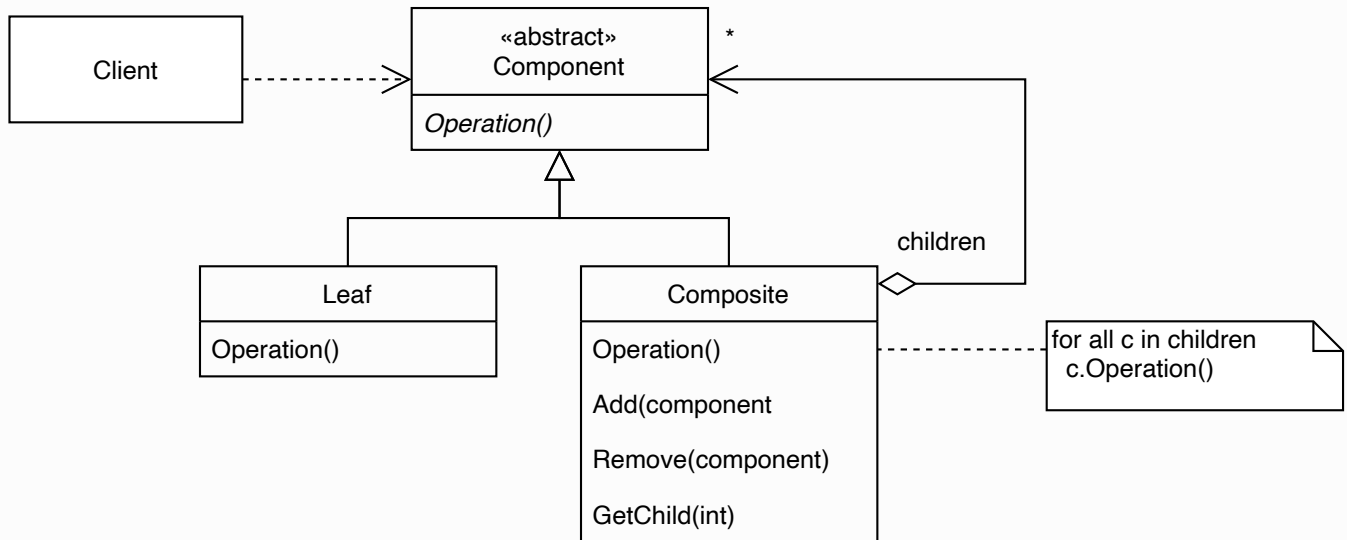 Client
«abstract»
Component
*
Operation()
children
Leaf
Operation()
Composite
Operation()
Add(component
Remove(component)
GetChild(int)
for all c in children
c.Operation()